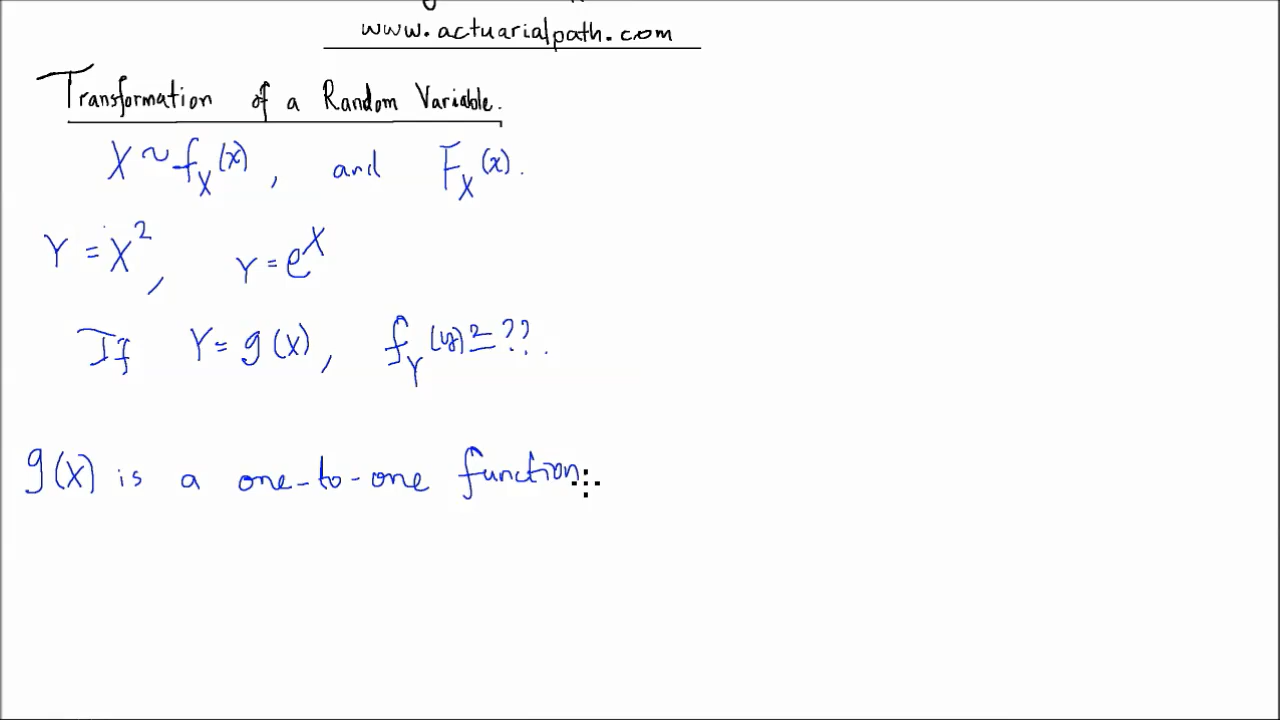 www.actuarialpath.com
Transformation of a Random Variable.
X ~ f_X(x), and F_X(x).
Y = X², Y = e^X
If Y = g(X), f_Y(y) = ??.
g(X) is a one-to-one function